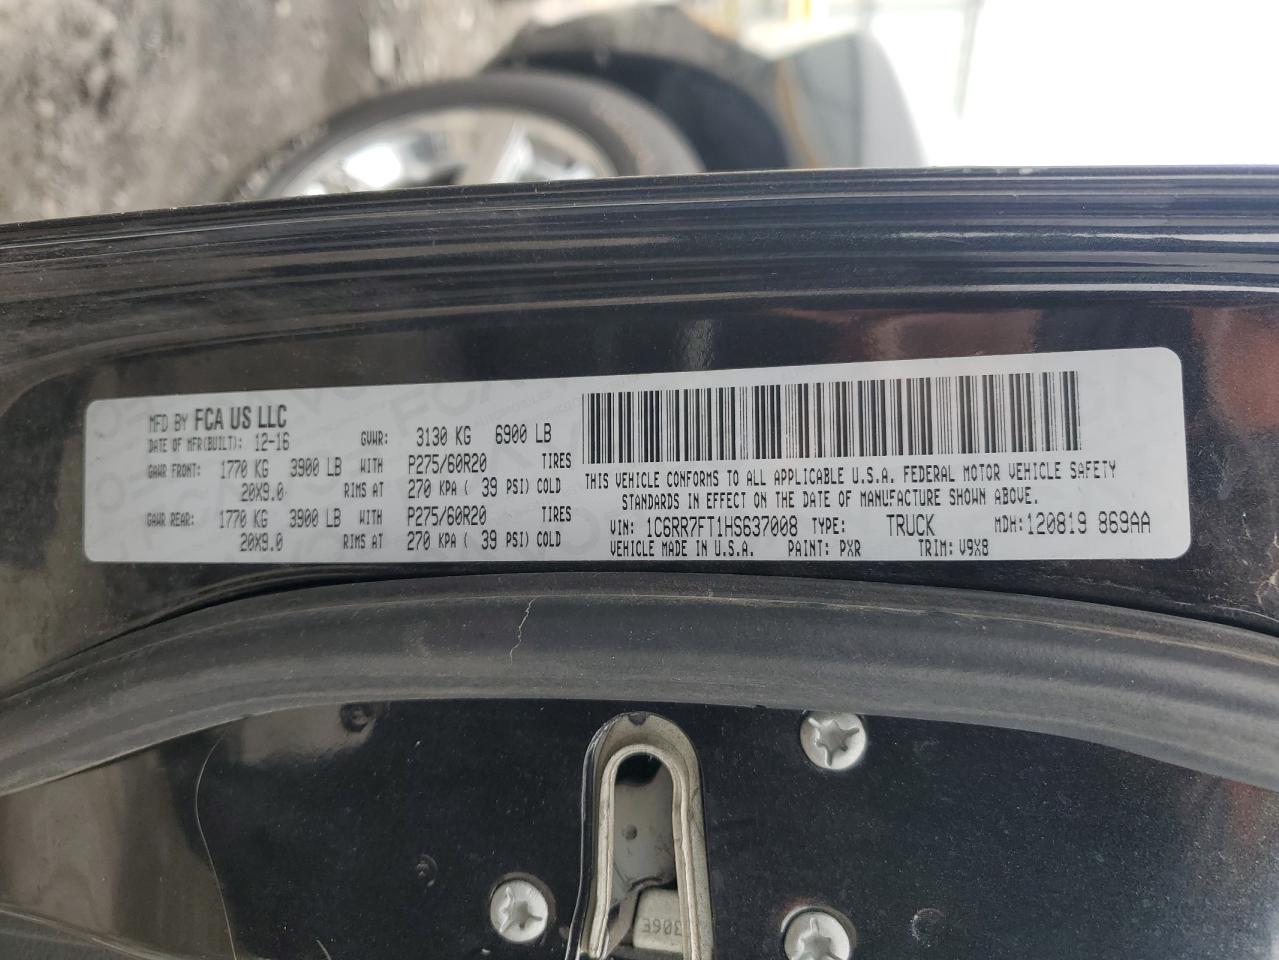 MFD BY FCA US LLC
DATE OF MFR(BUILT): 12-16 GVWR: 3130 KG 6900 LB
GAWR FRONT: 1770 KG 3900 LB WITH P275/60R20 TIRES
20X9.0 RIMS AT 270 KPA ( 39 PSI) COLD
GAWR REAR: 1770 KG 3900 LB WITH P275/60R20 TIRES
20X9.0 RIMS AT 270 KPA ( 39 PSI) COLD
THIS VEHICLE CONFORMS TO ALL APPLICABLE U.S.A. FEDERAL MOTOR VEHICLE SAFETY
STANDARDS IN EFFECT ON THE DATE OF MANUFACTURE SHOWN ABOVE.
VIN: 1C6RR7FT1HS637008 TYPE: TRUCK MDH: 120819 869AA
VEHICLE MADE IN U.S.A. PAINT: PXR TRIM: V9X8
306E